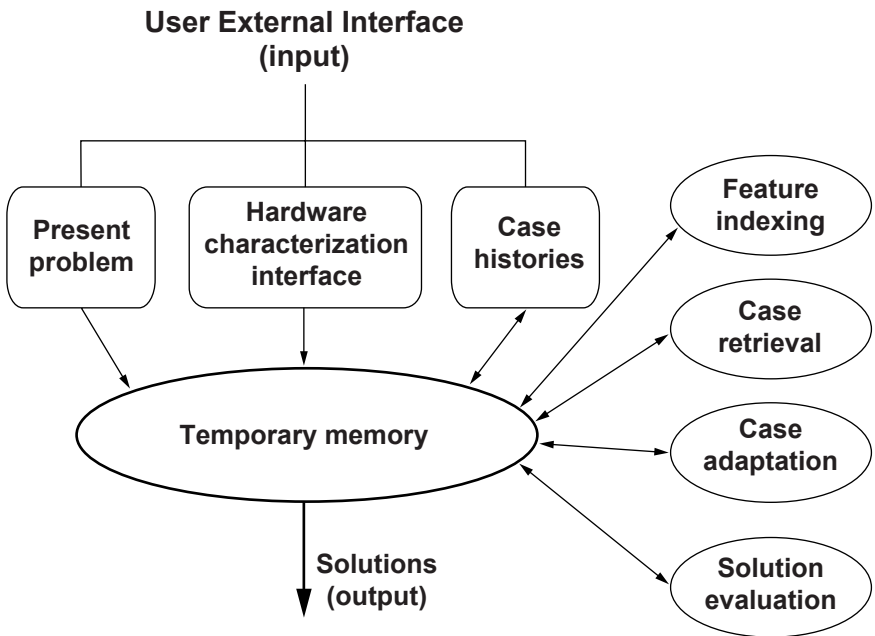 User External Interface
(input)
Present
problem
Hardware
characterization
interface
Case
histories
Feature
indexing
Case
retrieval
Temporary memory
Case
adaptation
Solutions
(output)
Solution
evaluation